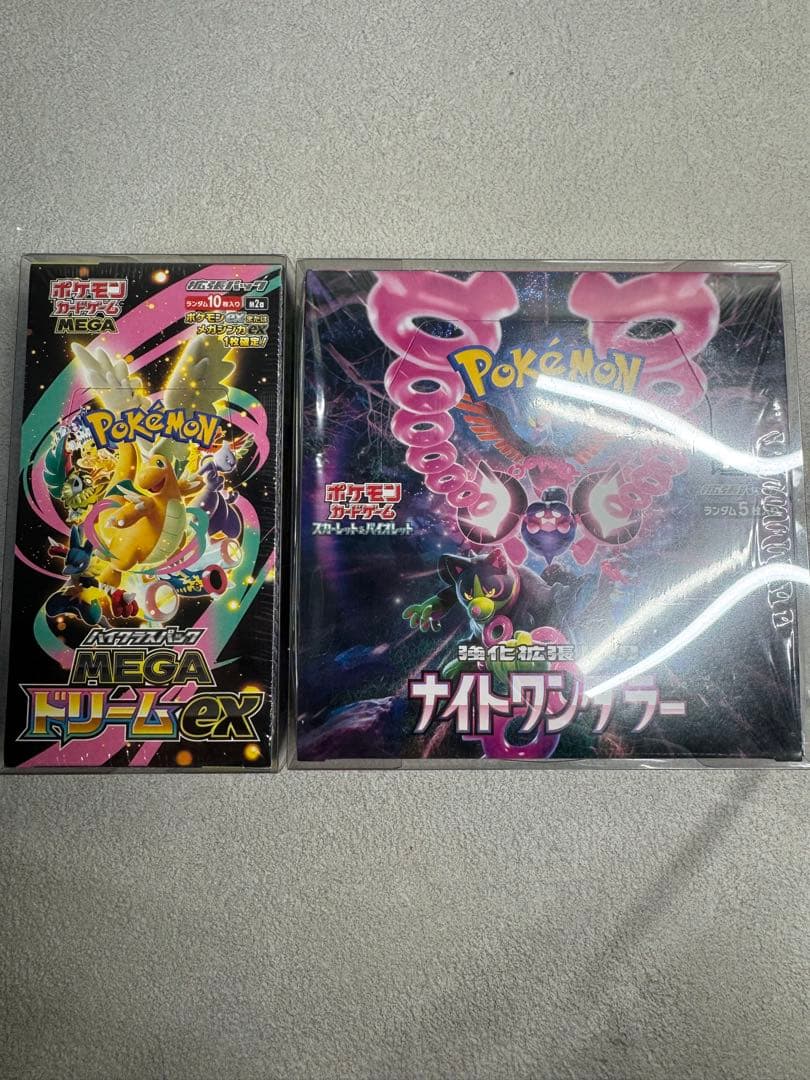 ポケモン
カードゲーム
MEGA
拡張パック
ランダム10枚入り 第2弾
ポケモンexまたは
メガシンカex
1枚確定!
POKéMON
ハイクラスパック
MEGA
ドリームex
POKéMON
ポケモン
カードゲーム
スカーレット&バイオレット
拡張パック
ランダム5枚
強化拡張
ナイトワンダラー